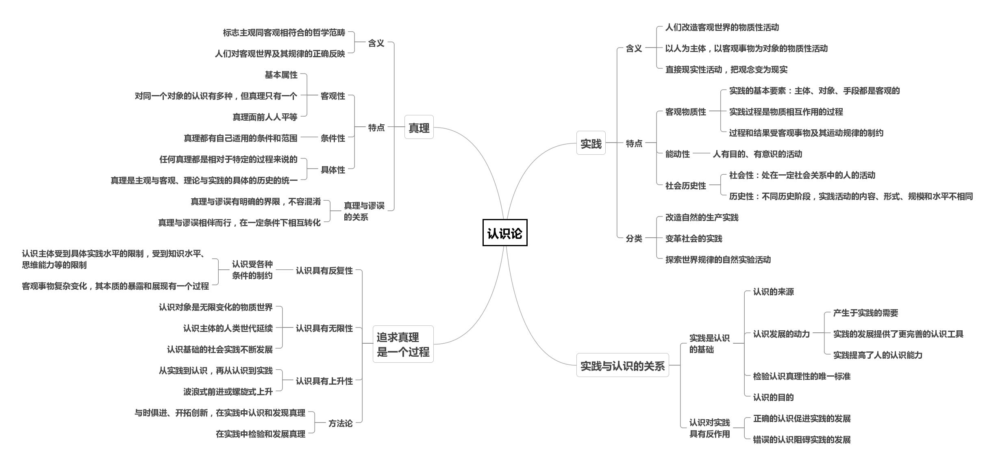 认识论
实践
含义
人们改造客观世界的物质性活动
以人为主体，以客观事物为对象的物质性活动
直接现实性活动，把观念变为现实
特点
客观物质性
实践的基本要素：主体、对象、手段都是客观的
实践过程是物质相互作用的过程
过程和结果受客观事物及其运动规律的制约
能动性
人有目的、有意识的活动
社会历史性
社会性：处在一定社会关系中的人的活动
历史性：不同历史阶段，实践活动的内容、形式、规模和水平不相同
分类
改造自然的生产实践
变革社会的实践
探索世界规律的自然实验活动
实践与认识的关系
实践是认识
的基础
认识的来源
认识发展的动力
产生于实践的需要
实践的发展提供了更完善的认识工具
实践提高了人的认识能力
检验认识真理性的唯一标准
认识的目的
认识对实践
具有反作用
正确的认识促进实践的发展
错误的认识阻碍实践的发展
真理
含义
标志主观同客观相符合的哲学范畴
人们对客观世界及其规律的正确反映
特点
客观性
基本属性
对同一个对象的认识有多种，但真理只有一个
真理面前人人平等
条件性
真理都有自己适用的条件和范围
具体性
任何真理都是相对于特定的过程来说的
真理是主观与客观、理论与实践的具体的历史的统一
真理与谬误
的关系
真理与谬误有明确的界限，不容混淆
真理与谬误相伴而行，在一定条件下相互转化
追求真理
是一个过程
认识具有反复性
认识受各种
条件的制约
认识主体受到具体实践水平的限制，受到知识水平、
思维能力等的限制
客观事物复杂变化，其本质的暴露和展现有一个过程
认识具有无限性
认识对象是无限变化的物质世界
认识主体的人类世代延续
认识基础的社会实践不断发展
认识具有上升性
从实践到认识，再从认识到实践
波浪式前进或螺旋式上升
方法论
与时俱进、开拓创新，在实践中认识和发现真理
在实践中检验和发展真理